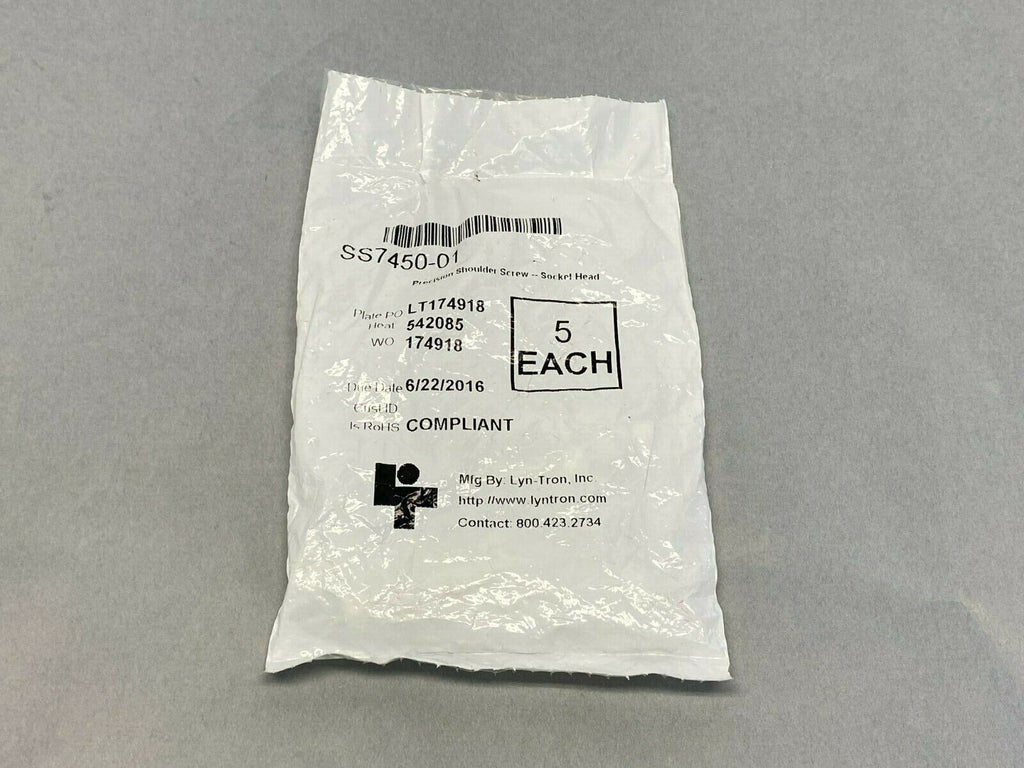 SS7450-01
Precision Shoulder Screw -- Socket Head
Plate PO LT174918
Heat 542085
WO 174918
5
EACH
Due Date 6/22/2016
CustID
Is RoHS COMPLIANT
Mfg By: Lyn-Tron, Inc.
http://www.lyntron.com
Contact: 800.423.2734